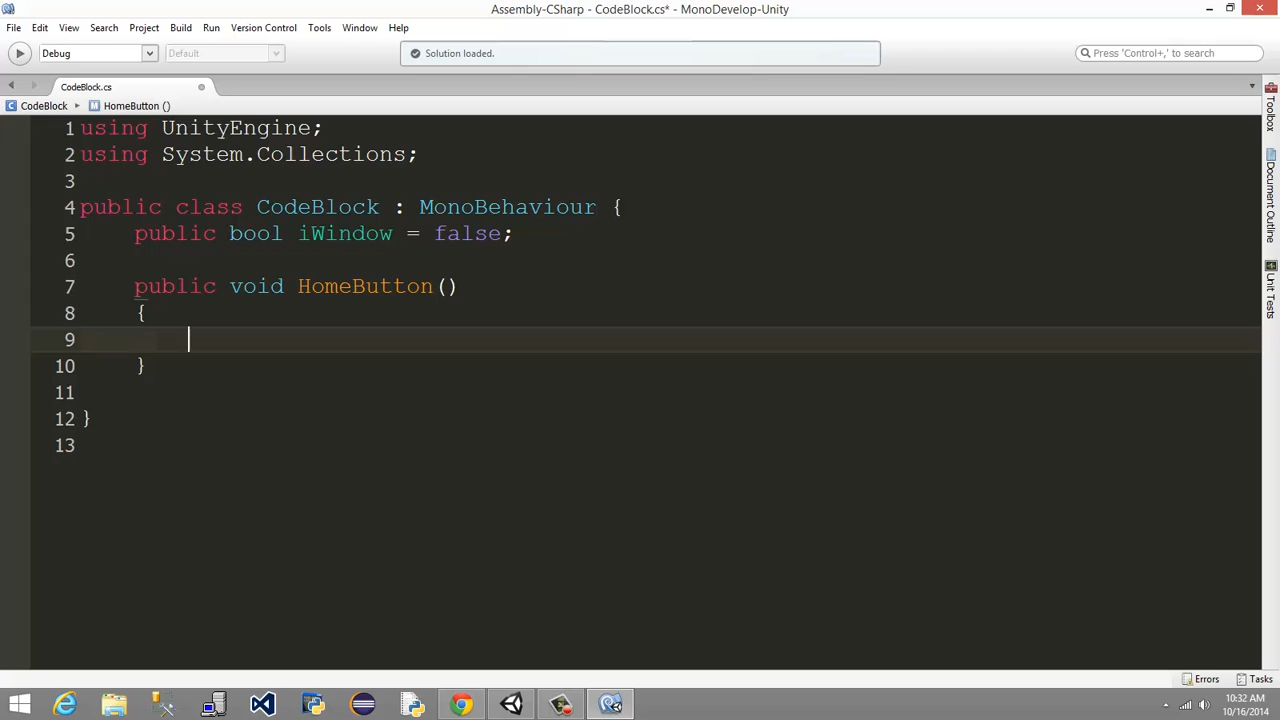 Assembly-CSharp - CodeBlock.cs* - MonoDevelop-Unity
File Edit View Search Project Build Run Version Control Tools Window Help
Debug Default Solution loaded. Press 'Control+,' to search
CodeBlock.cs
C CodeBlock M HomeButton ()
1 using UnityEngine;
2 using System.Collections;
3
4 public class CodeBlock : MonoBehaviour {
5 public bool iWindow = false;
6
7 public void HomeButton()
8 {
9
10 }
11
12 }
13
Toolbox
Document Outline
Unit Tests
Errors Tasks
10:32 AM
10/16/2014